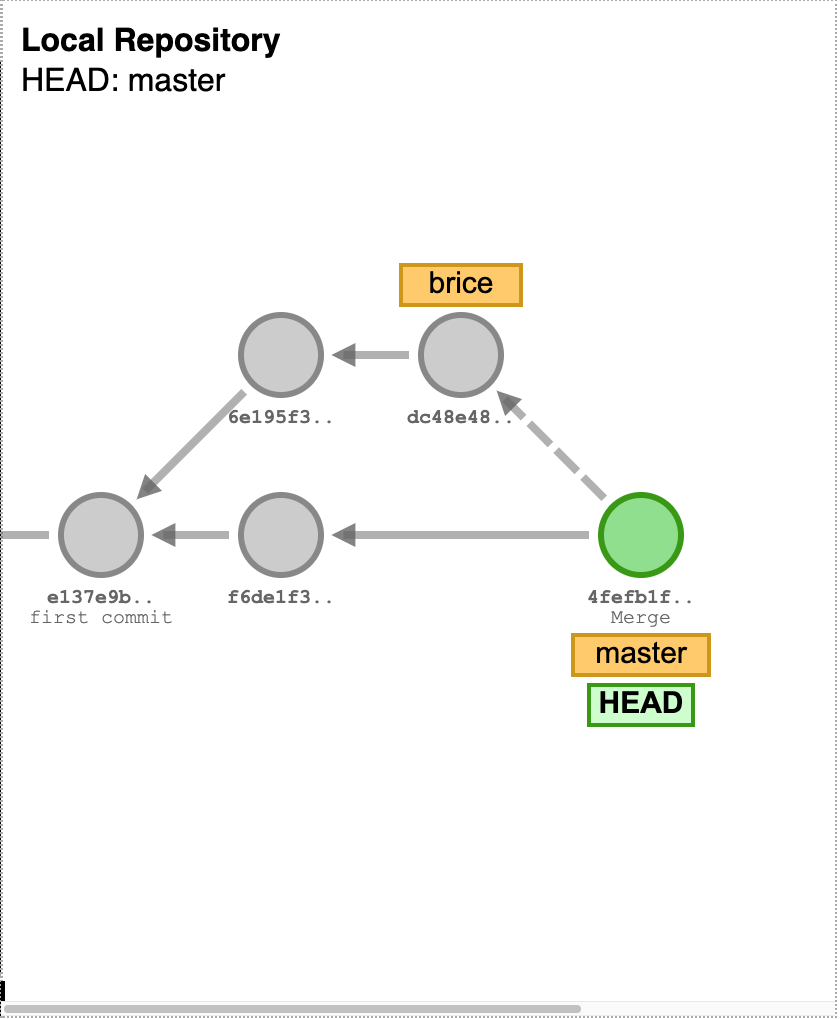 Local Repository
HEAD: master
brice
6e195f3..
dc48e48..
e137e9b..
first commit
f6de1f3..
4fefb1f..
Merge
master
HEAD